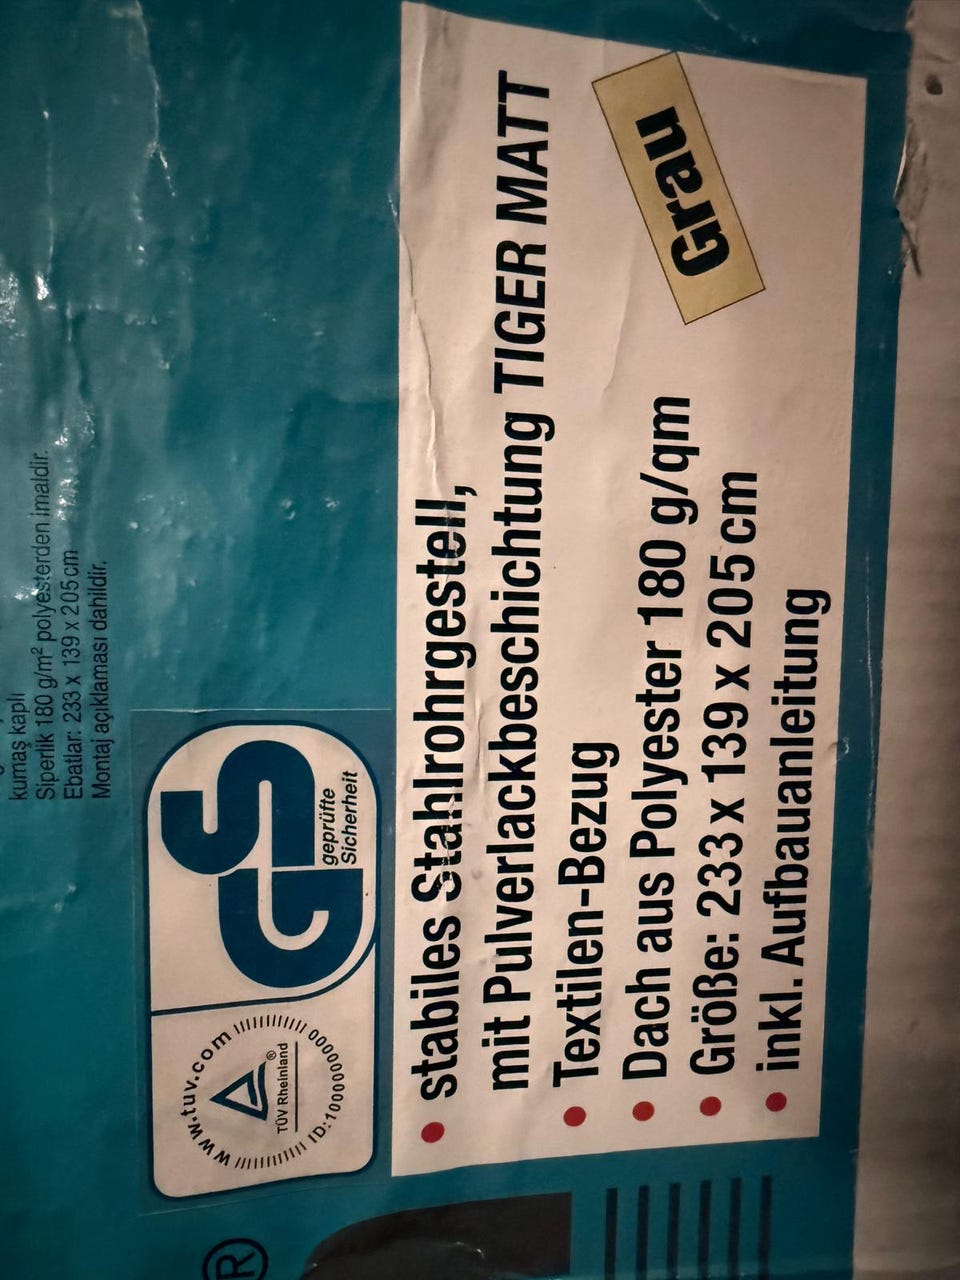 kumaş kaplı
Siperlik 180 g/m² polyesterden imaldir.
Ebatlar: 233 x 139 x 205 cm
Montaj açıklaması dahildir.
www.tuv.com
TÜV Rheinland®
ID:1000000000
GS
geprüfte
Sicherheit
• stabiles Stahlrohrgestell,
mit Pulverlackbeschichtung TIGER MATT
• Textilen-Bezug
• Dach aus Polyester 180 g/qm
• Größe: 233 x 139 x 205 cm
• inkl. Aufbauanleitung
Grau
®